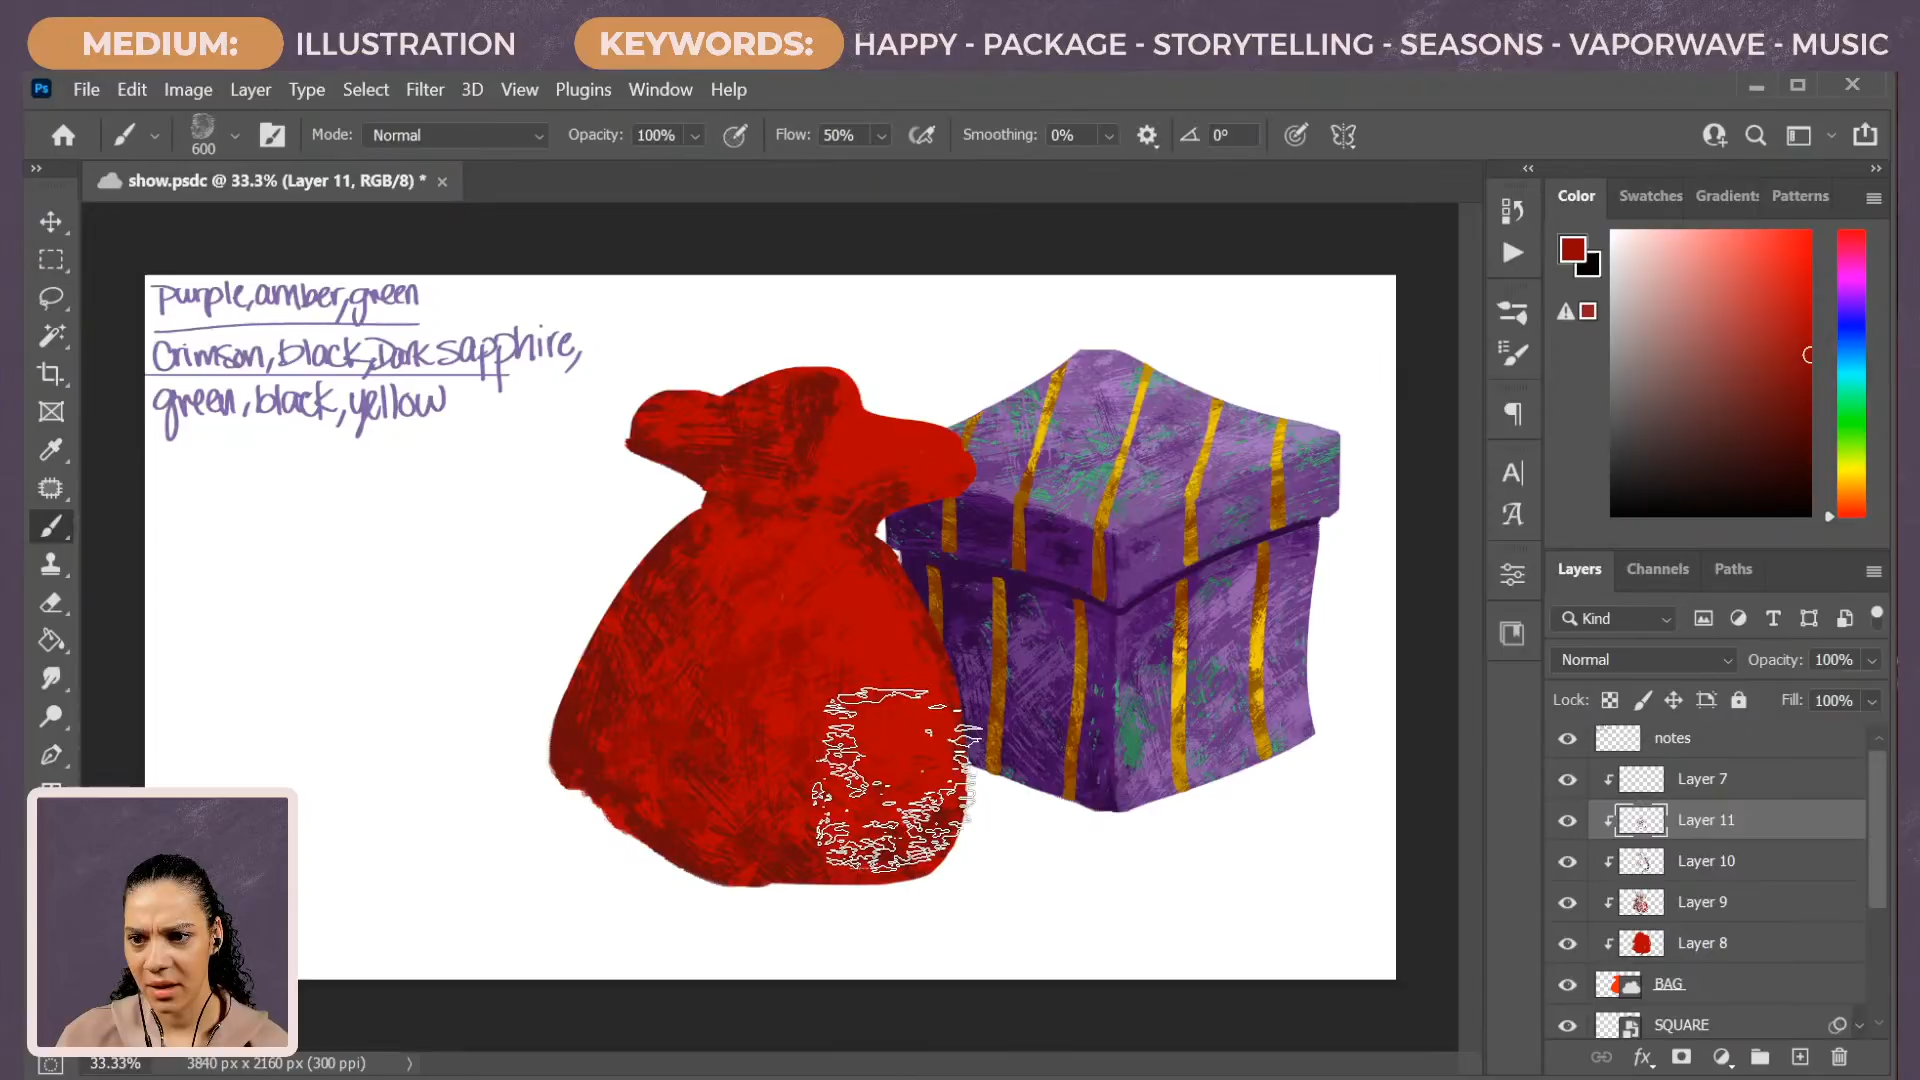 MEDIUM: ILLUSTRATION KEYWORDS: HAPPY - PACKAGE - STORYTELLING - SEASONS - VAPORWAVE - MUSIC
Ps File Edit Image Layer Type Select Filter 3D View Plugins Window Help
600 Mode: Normal Opacity: 100% Flow: 50% Smoothing: 0% 0°
show.psdc @ 33.3% (Layer 11, RGB/8) *
Color Swatches Gradients Patterns
purple, amber, green
Crimson, black, Dark sapphire,
green, black, yellow
Layers Channels Paths
Kind
Normal Opacity: 100%
Lock: Fill: 100%
notes
Layer 7
Layer 11
Layer 10
Layer 9
Layer 8
BAG
SQUARE
33.33% 3840 px x 2160 px (300 ppi)
fx